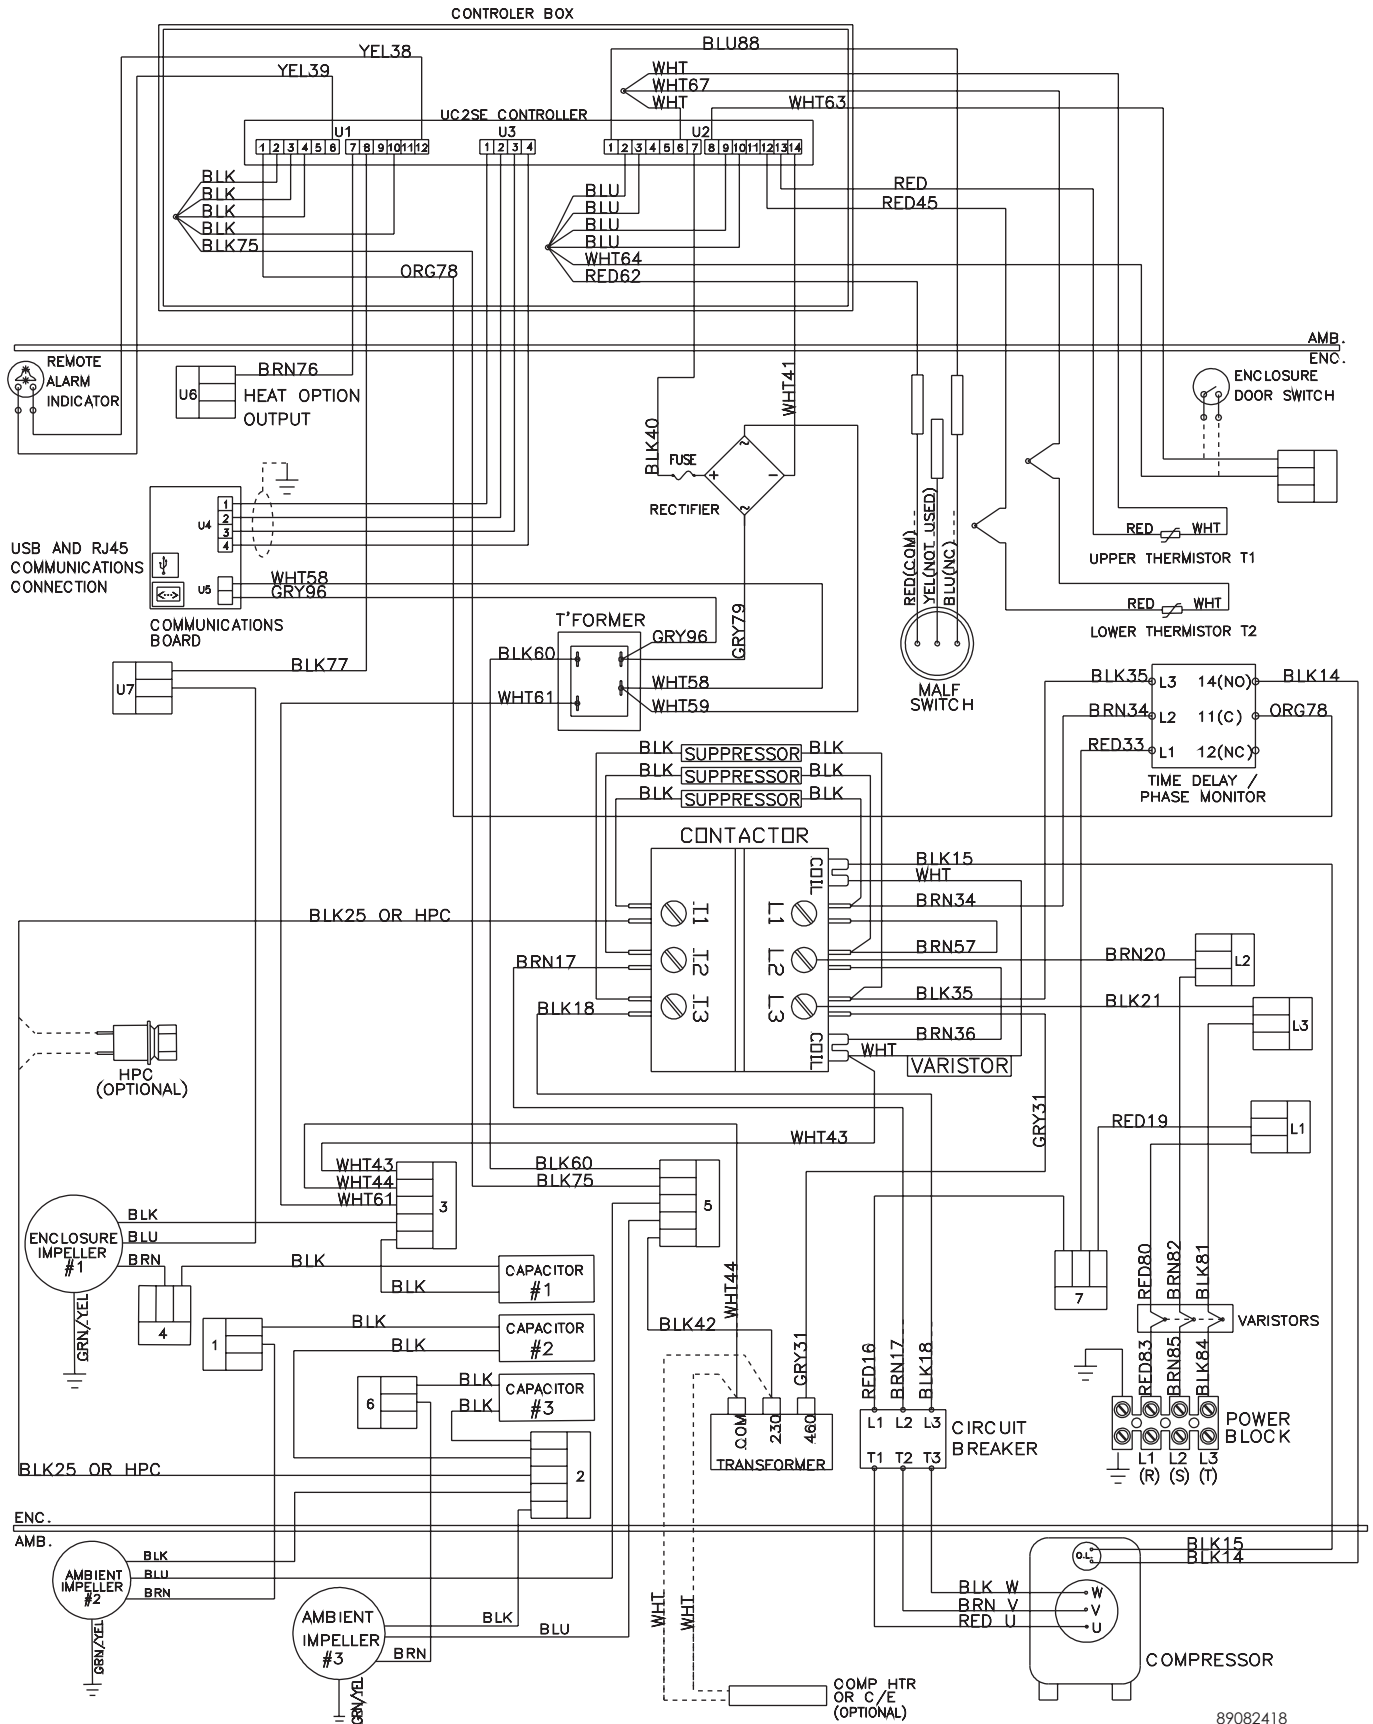 CONTROLER BOX
BLU88
YEL38
WHT
YEL39
WHT67
WHT
WHT63
UC2SE CONTROLLER
U1
U3
U2
1 2 3 4 5 6 7 8 9 10 11 12
1 2 3 4
1 2 3 4 5 6 7 8 9 10 11 12 13 14
BLK
BLK
BLK
BLK
BLK75
ORG78
BLU
BLU
BLU
BLU
WHT64
RED62
RED
RED45
AMB.
ENC.
REMOTE
ALARM
INDICATOR
U6
BRN76
HEAT OPTION
OUTPUT
ENCLOSURE
DOOR SWITCH
WHT41
BLK40
FUSE
+
-
~
~
RECTIFIER
USB AND RJ45
COMMUNICATIONS
CONNECTION
U4
1
2
3
4
U5
WHT58
GRY96
COMMUNICATIONS
BOARD
RED WHT
UPPER THERMISTOR T1
RED WHT
LOWER THERMISTOR T2
RED(COM)
YEL(NOT USED)
BLU(NC)
MALF
SWITCH
T'FORMER
GRY96
GRY79
BLK60
WHT58
WHT61
WHT59
U7
BLK77
BLK35
L3
14(NO)
BLK14
BRN34
L2
11(C)
ORG78
RED33
L1
12(NC)
TIME DELAY /
PHASE MONITOR
BLK SUPPRESSOR BLK
BLK SUPPRESSOR BLK
BLK SUPPRESSOR BLK
CONTACTOR
COIL
BLK15
WHT
T1
L1
BRN34
BLK25 OR HPC
BRN57
T2
L2
BRN17
BRN20
L2
T3
L3
BLK35
BLK18
BLK21
L3
COIL
BRN36
WHT
VARISTOR
HPC
(OPTIONAL)
GRY31
RED19
L1
WHT43
WHT43
WHT44
WHT61
3
BLK60
BLK75
5
ENCLOSURE
IMPELLER
#1
BLK
BLU
BRN
GRN/YEL
4
BLK
BLK
CAPACITOR
#1
1
BLK
BLK
CAPACITOR
#2
6
BLK
BLK
CAPACITOR
#3
2
BLK25 OR HPC
WHT44
BLK42
GRY31
COM
230
460
TRANSFORMER
RED16
BRN17
BLK18
L1 L2 L3
T1 T2 T3
CIRCUIT
BREAKER
7
RED80
BRN82
BLK81
VARISTORS
RED83
BRN85
BLK84
POWER
BLOCK
L1 L2 L3
(R) (S) (T)
ENC.
AMB.
AMBIENT
IMPELLER
#2
BLK
BLU
BRN
GRN/YEL
AMBIENT
IMPELLER
#3
BLK
BLU
BRN
GRN/YEL
WHT
WHT
COMP HTR
OR C/E
(OPTIONAL)
BLK15
BLK14
O.L.
BLK W
BRN V
RED U
W
V
U
COMPRESSOR
89082418